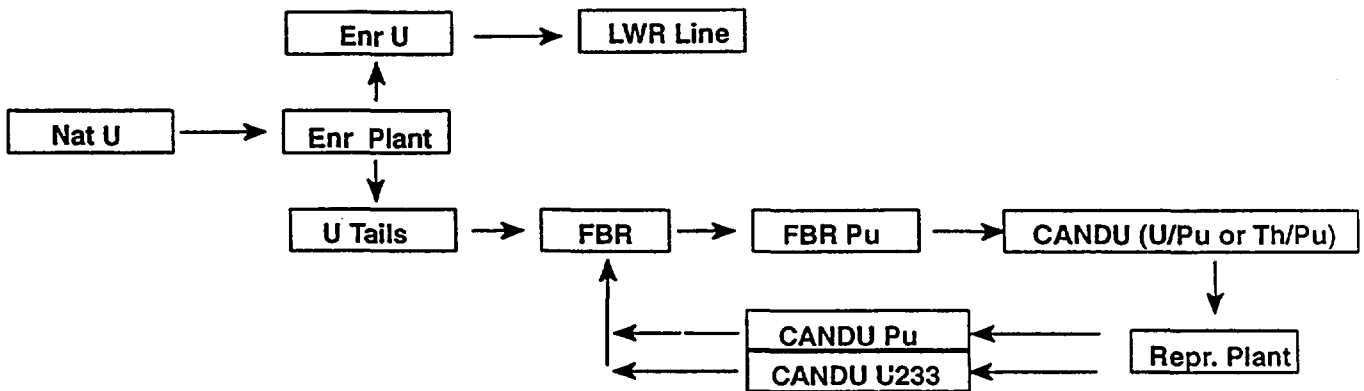 Enr U
LWR Line
Nat U
Enr Plant
U Tails
FBR
FBR Pu
CANDU (U/Pu or Th/Pu)
CANDU Pu
Repr. Plant
CANDU U233